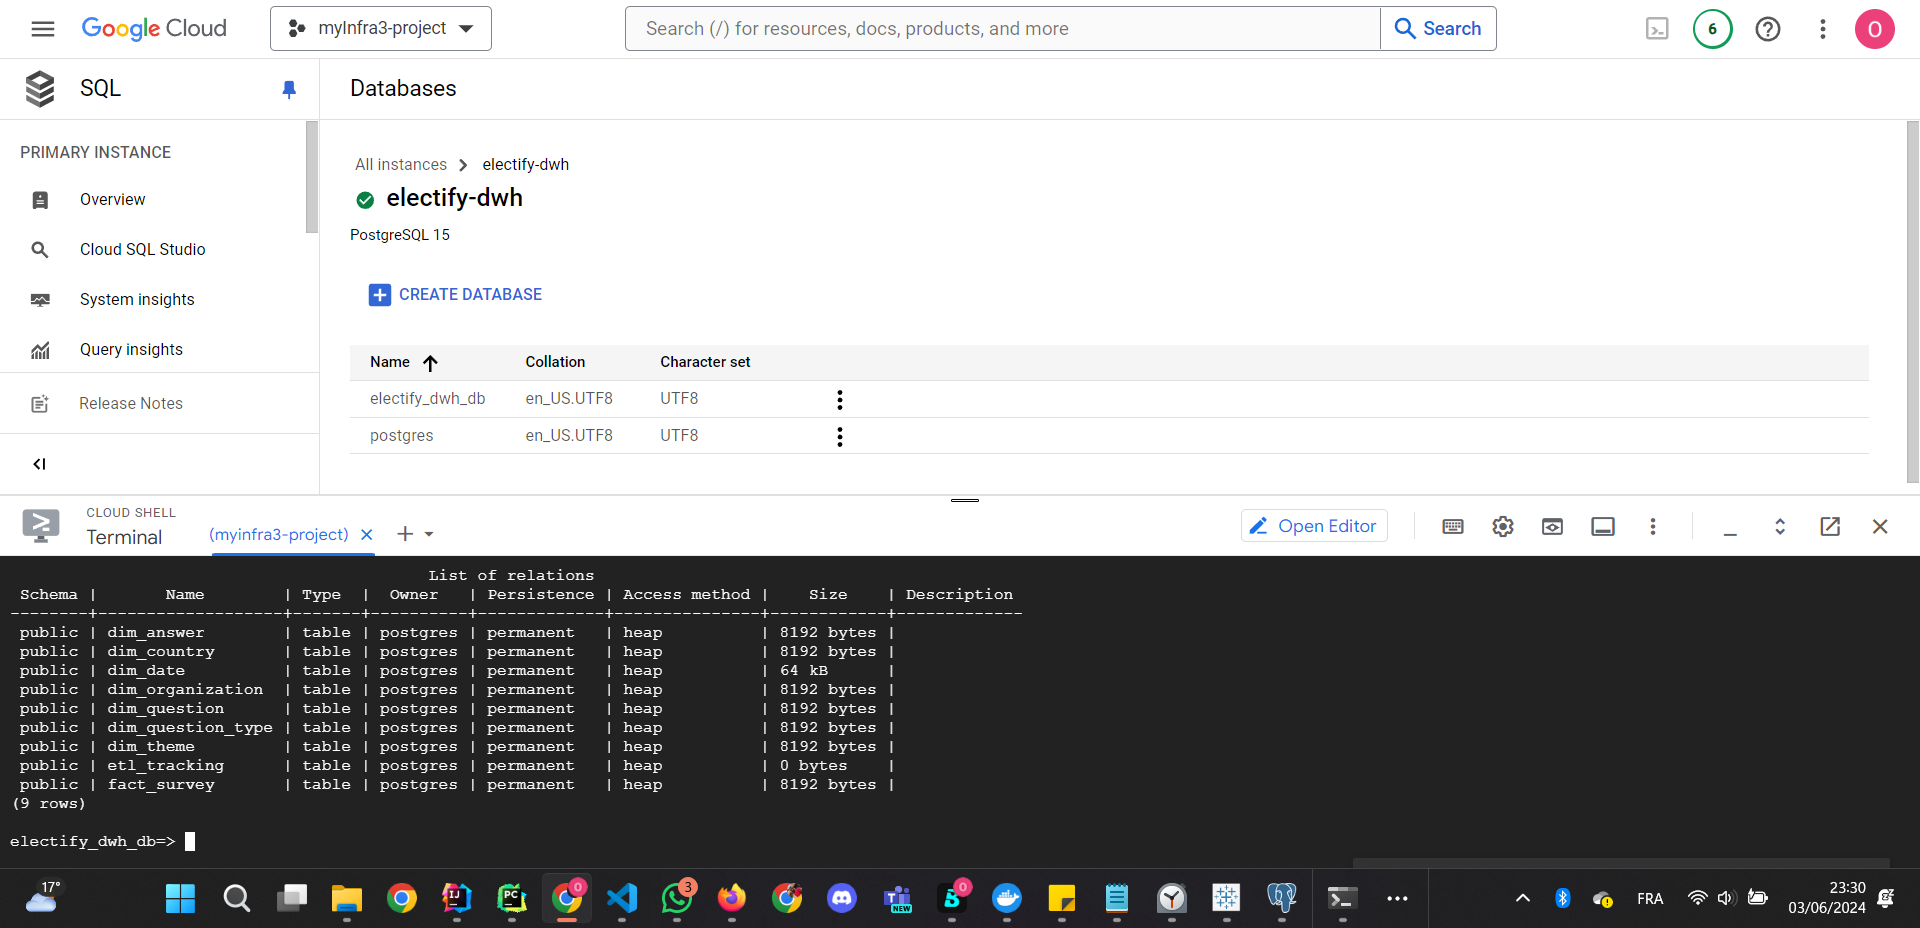 Google Cloud
myInfra3-project
Search (/) for resources, docs, products, and more
Search
6
O
SQL
Databases
PRIMARY INSTANCE
Overview
Cloud SQL Studio
System insights
Query insights
Release Notes
All instances
electify-dwh
electify-dwh
PostgreSQL 15
CREATE DATABASE
Name Collation Character set
electify_dwh_db en_US.UTF8 UTF8
postgres en_US.UTF8 UTF8
CLOUD SHELL
Terminal
(myinfra3-project)
Open Editor
List of relations
Schema | Name | Type | Owner | Persistence | Access method | Size | Description
--------+-------------------+-------+----------+-------------+---------------+------------+-------------
public | dim_answer | table | postgres | permanent | heap | 8192 bytes |
public | dim_country | table | postgres | permanent | heap | 8192 bytes |
public | dim_date | table | postgres | permanent | heap | 64 kB |
public | dim_organization | table | postgres | permanent | heap | 8192 bytes |
public | dim_question | table | postgres | permanent | heap | 8192 bytes |
public | dim_question_type | table | postgres | permanent | heap | 8192 bytes |
public | dim_theme | table | postgres | permanent | heap | 8192 bytes |
public | etl_tracking | table | postgres | permanent | heap | 0 bytes |
public | fact_survey | table | postgres | permanent | heap | 8192 bytes |
(9 rows)
electify_dwh_db=>
17°
IJ
PC
O
3
NEW
0
FRA
23:30
03/06/2024